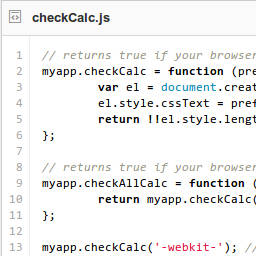 checkCalc.js
1 // returns true if your browser
2 myapp.checkCalc = function (pre
3 var el = document.creat
4 el.style.cssText = pref
5 return !!el.style.lengt
6 };
7
8 // returns true if your browser
9 myapp.checkAllCalc = function (
10 return myapp.checkCalc(
11 };
12
13 myapp.checkCalc('-webkit-'); //